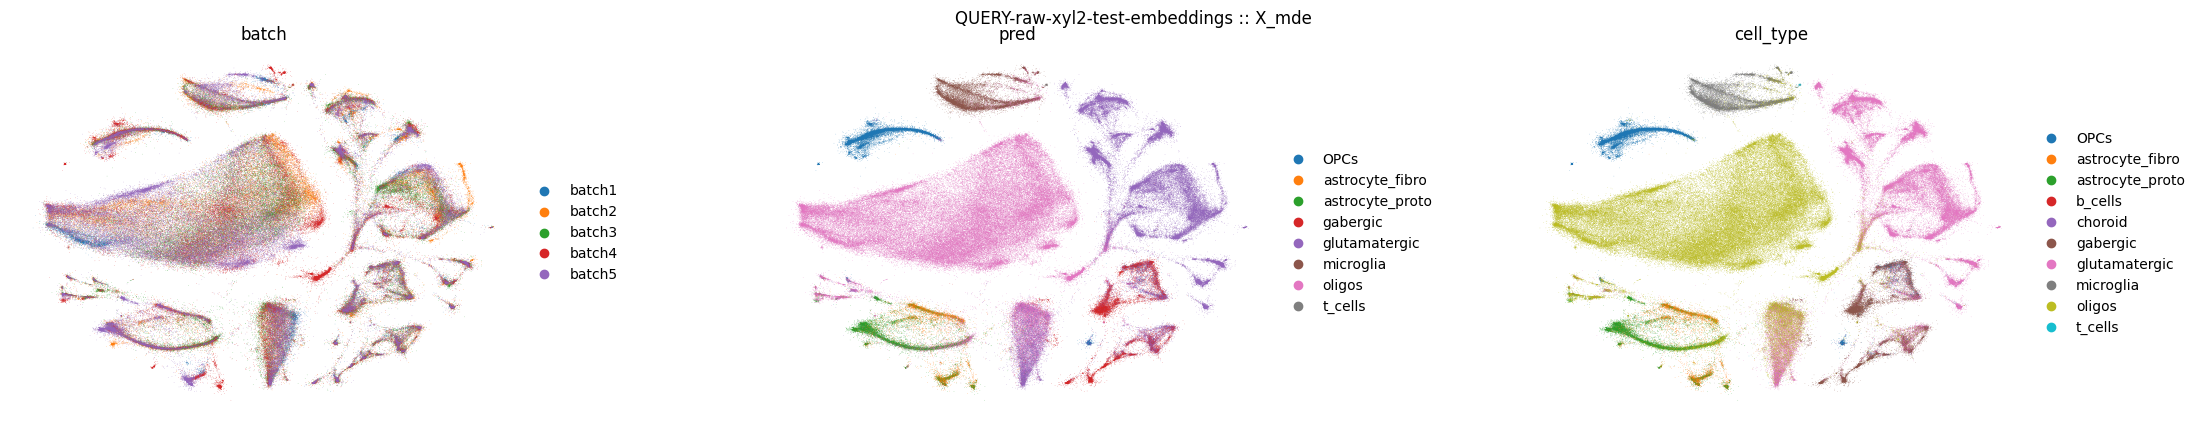 QUERY-raw-xyl2-test-embeddings :: X_mde
batch
batch1
batch2
batch3
batch4
batch5
pred
OPCs
astrocyte_fibro
astrocyte_proto
gabergic
glutamatergic
microglia
oligos
t_cells
cell_type
OPCs
astrocyte_fibro
astrocyte_proto
b_cells
choroid
gabergic
glutamatergic
microglia
oligos
t_cells